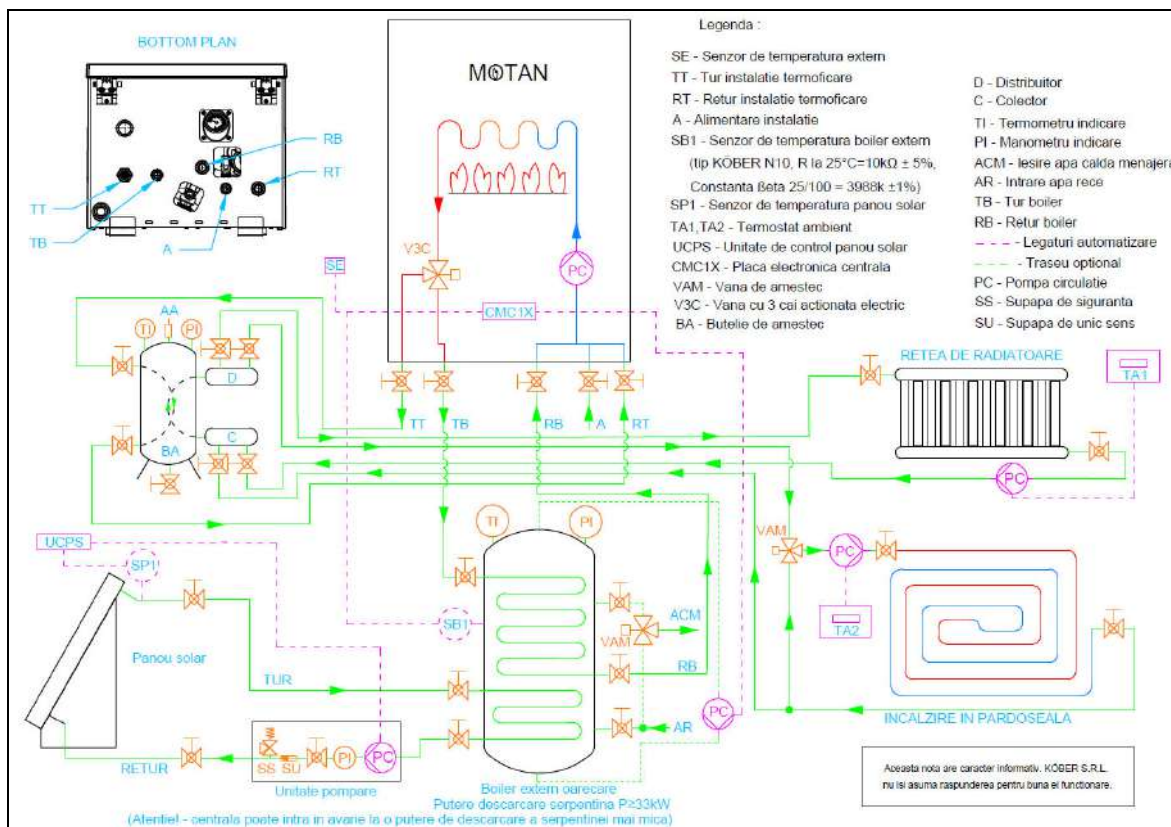 BOTTOM PLAN
RB
RT
TT
TB
A
MOTAN
V3C
PC
CMC1X
SE
Legenda :
SE - Senzor de temperatura extern
TT - Tur instalatie termoficare
RT - Retur instalatie termoficare
A - Alimentare instalatie
SB1 - Senzor de temperatura boiler extern
(tip KÖBER N10, R la 25°C=10kΩ ± 5%,
Constanta ßeta 25/100 = 3988k ±1%)
SP1 - Senzor de temperatura panou solar
TA1,TA2 - Termostat ambient
UCPS - Unitate de control panou solar
CMC1X - Placa electronica centrala
VAM - Vana de amestec
V3C - Vana cu 3 cai actionata electric
BA - Butelie de amestec
D - Distribuitor
C - Colector
TI - Termometru indicare
PI - Manometru indicare
ACM - Iesire apa calda menajera
AR - Intrare apa rece
TB - Tur boiler
RB - Retur boiler
- Legaturi automatizare
- Traseu optional
PC - Pompa circulatie
SS - Supapa de siguranta
SU - Supapa de unic sens
AA
TI
PI
D
C
BA
TT
TB
RB
A
RT
RETEA DE RADIATOARE
TA1
PC
UCPS
SP1
Panou solar
TUR
RETUR
SS
SU
PI
PC
Unitate pompare
TI
PI
SB1
VAM
ACM
RB
AR
PC
VAM
PC
TA2
INCALZIRE IN PARDOSEALA
Boiler extern oarecare
Putere descarcare serpentina P≥33kW
(Atentie! - centrala poate intra in avarie la o putere de descarcare a serpentinei mai mica)
Aceasta nota are caracter informativ. KÖBER S.R.L.
nu isi asuma raspunderea pentru buna ei functionare.